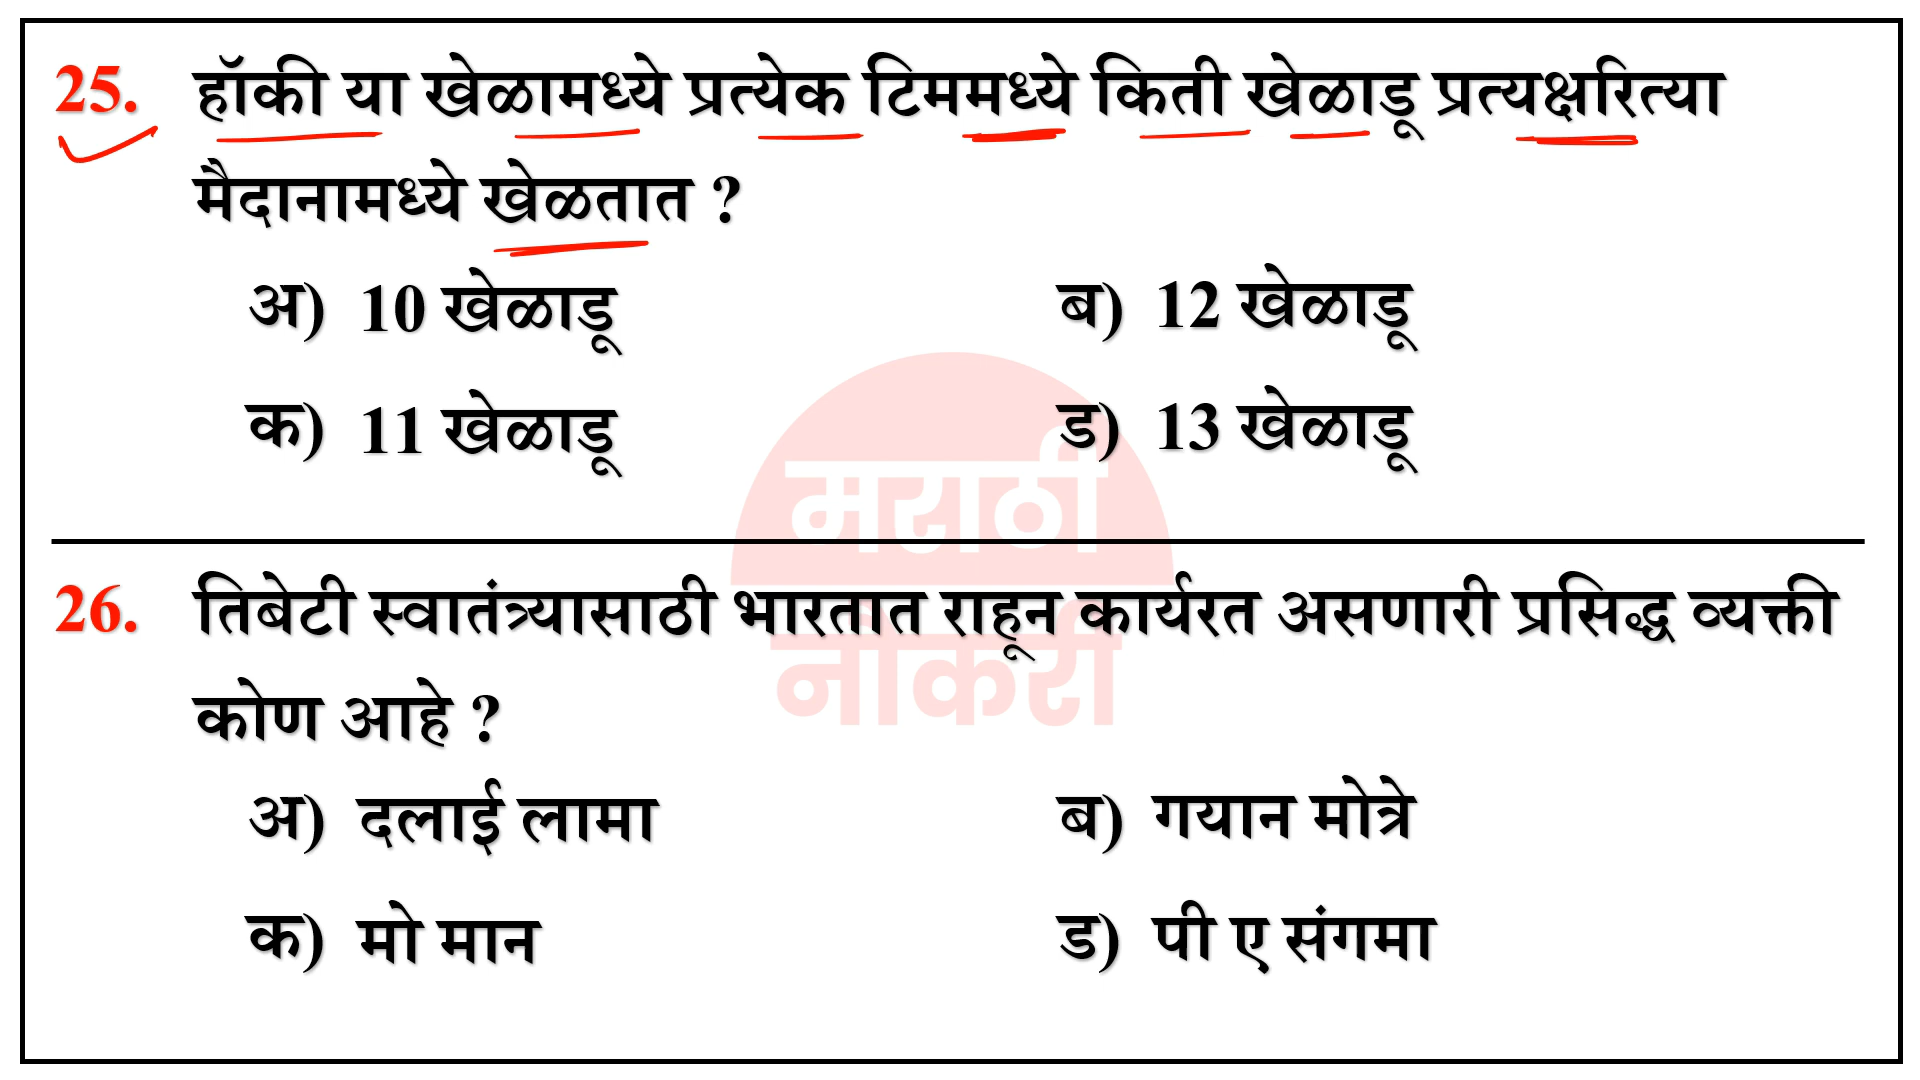 25. हॉकी या खेळामध्ये प्रत्येक टिममध्ये किती खेळाडू प्रत्यक्षरित्या
मैदानामध्ये खेळतात ?
अ) 10 खेळाडू ब) 12 खेळाडू
क) 11 खेळाडू ड) 13 खेळाडू
मराठी
26. तिबेटी स्वातंत्र्यासाठी भारतात राहून कार्यरत असणारी प्रसिद्ध व्यक्ती
नौकरी
कोण आहे ?
अ) दलाई लामा ब) गयान मोत्रे
क) मो मान ड) पी ए संगमा